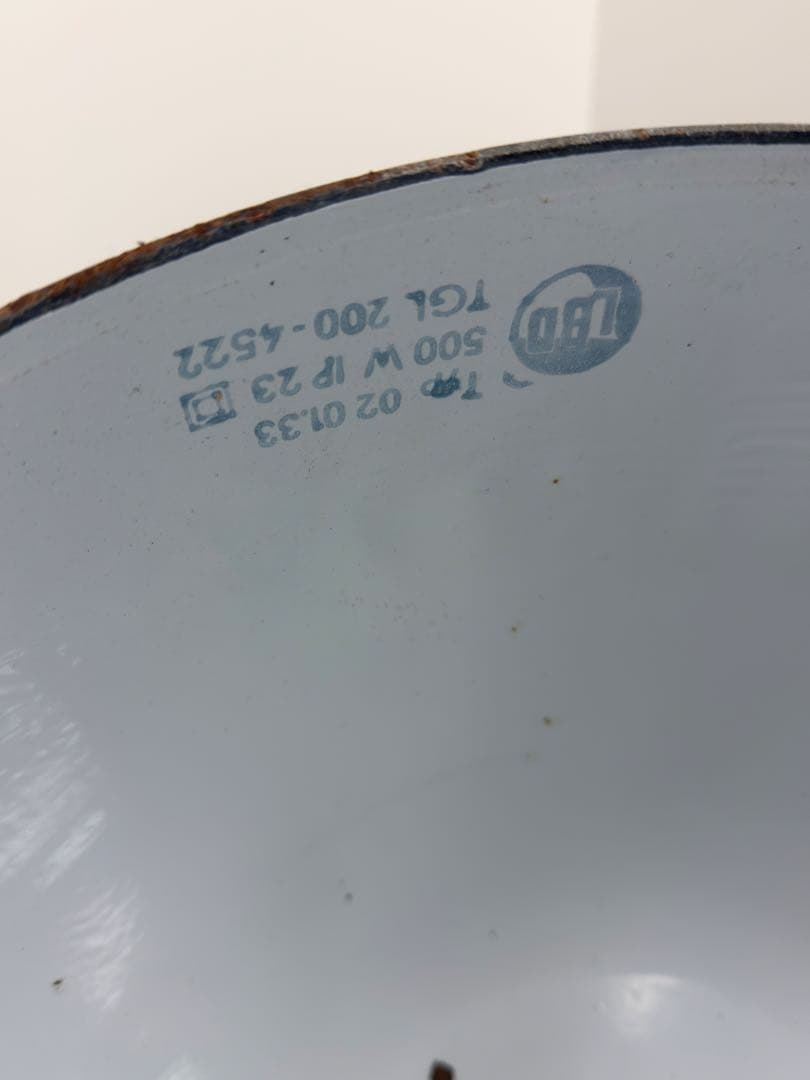 LBD
Typ 02 01.33
500 W IP 23
TGL 200-4522